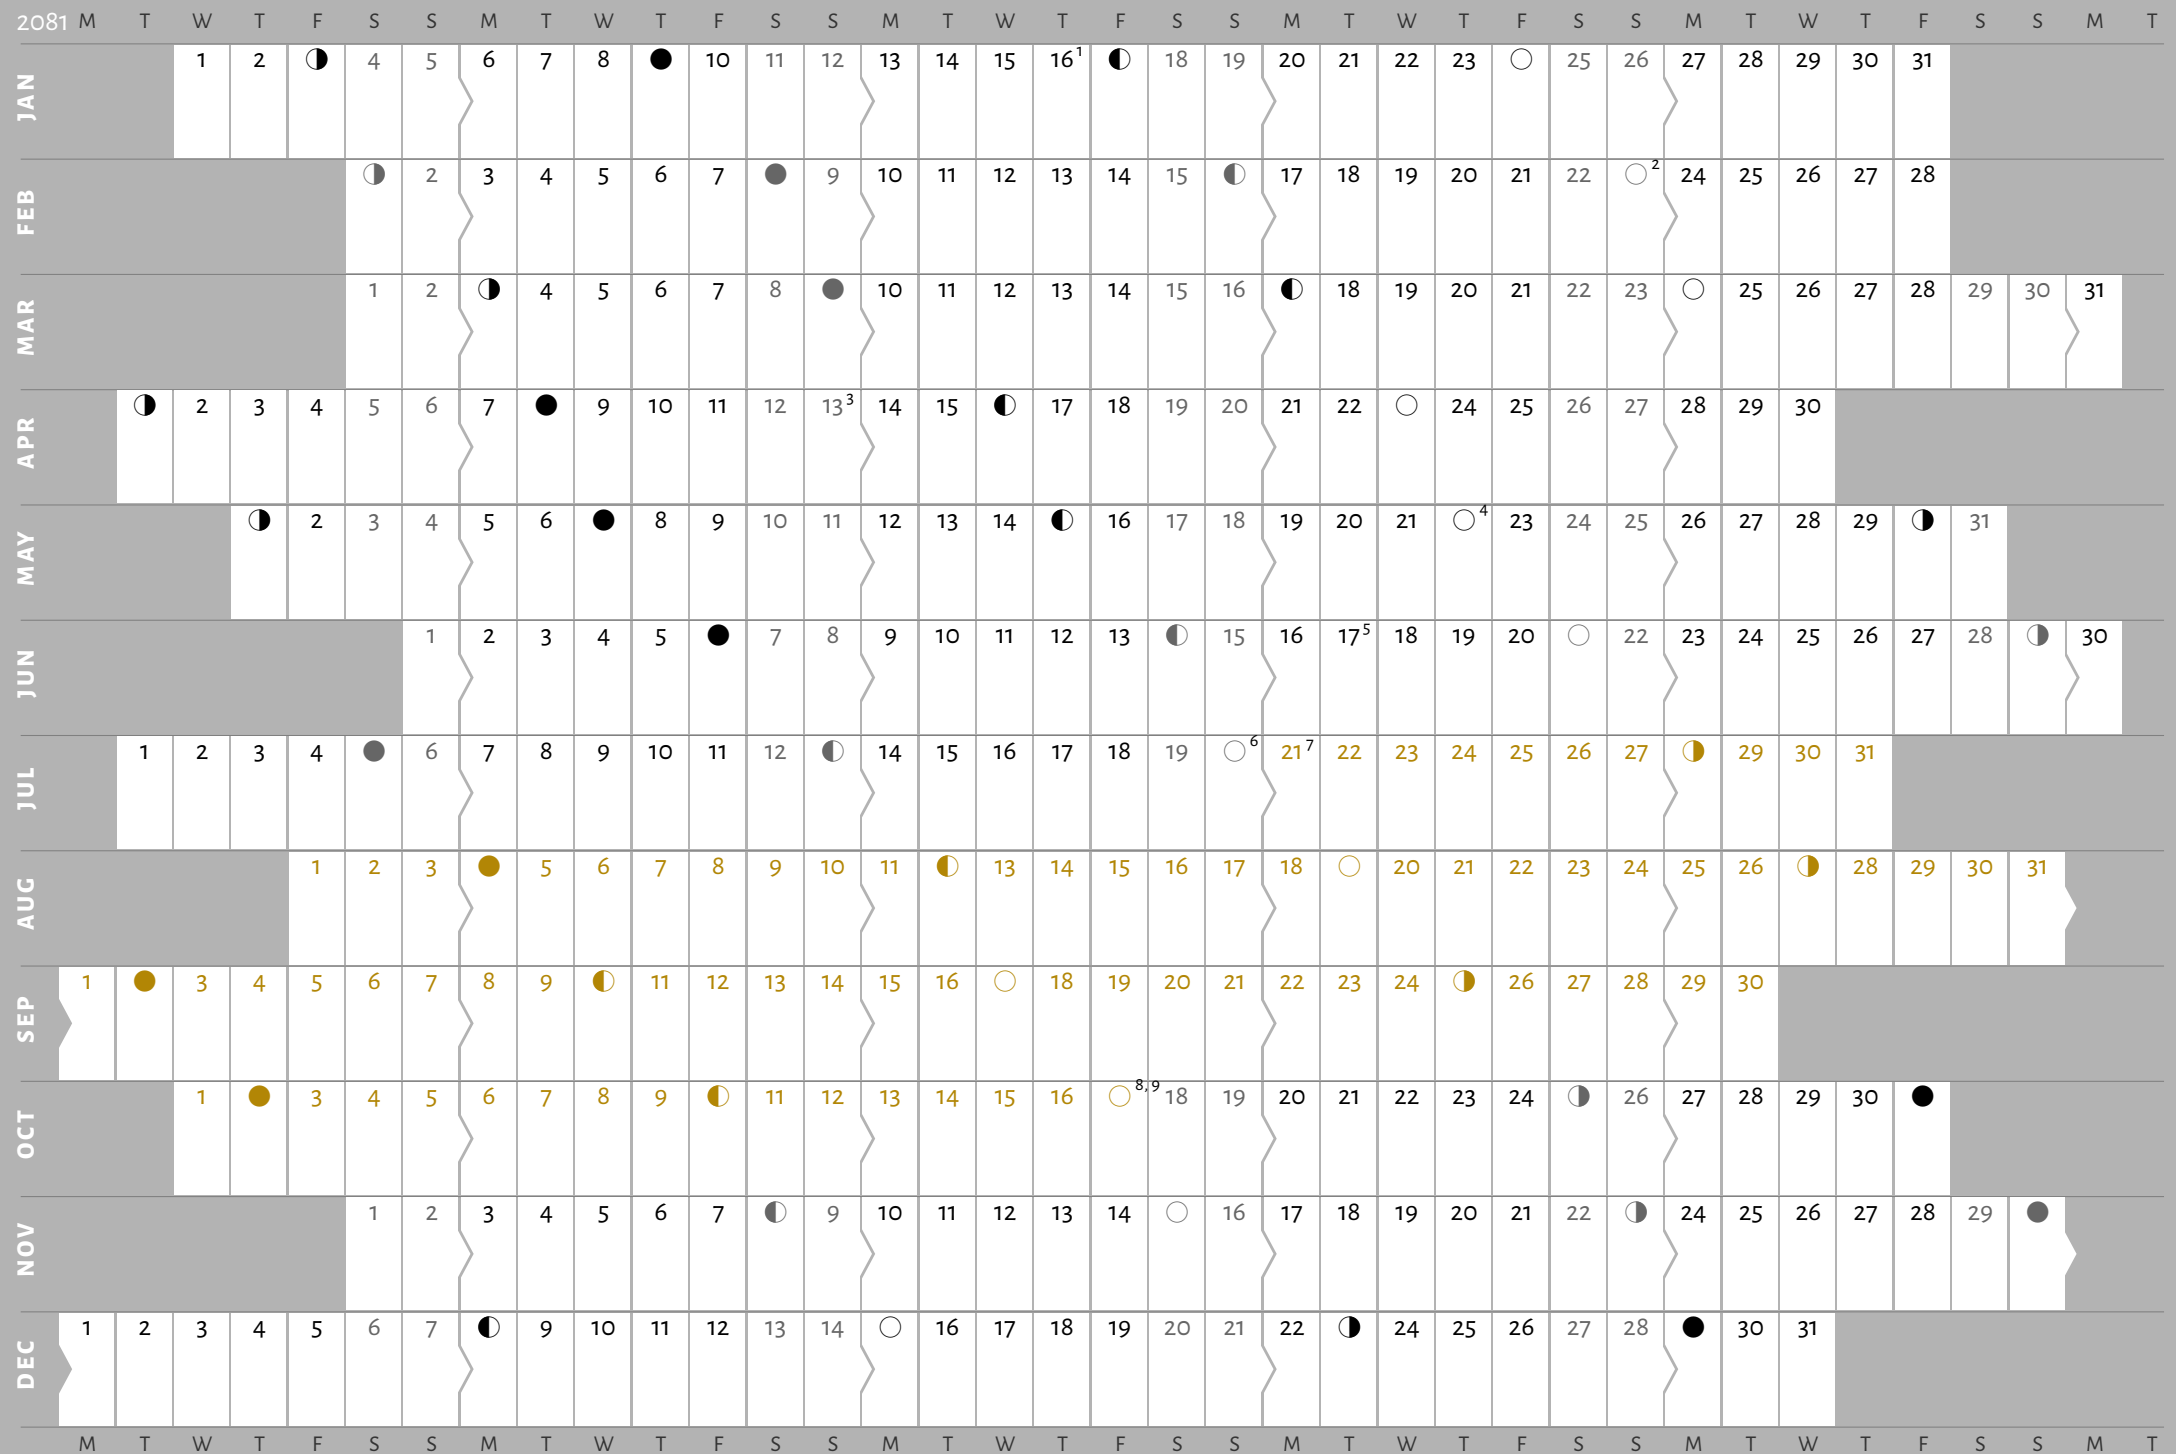 2081 M T W T F S S M T W T F S S M T W T F S S M T W T F S S M T W T F S S M T
JAN 1 2 4 5 6 7 8 10 11 12 13 14 15 16¹ 18 19 20 21 22 23 25 26 27 28 29 30 31
FEB 2 3 4 5 6 7 9 10 11 12 13 14 15 17 18 19 20 21 22 ² 24 25 26 27 28
MAR 1 2 4 5 6 7 8 10 11 12 13 14 15 16 18 19 20 21 22 23 25 26 27 28 29 30 31
APR 2 3 4 5 6 7 9 10 11 12 13³ 14 15 17 18 19 20 21 22 24 25 26 27 28 29 30
MAY 2 3 4 5 6 8 9 10 11 12 13 14 16 17 18 19 20 21 ⁴ 23 24 25 26 27 28 29 31
JUN 1 2 3 4 5 7 8 9 10 11 12 13 15 16 17⁵ 18 19 20 22 23 24 25 26 27 28 30
JUL 1 2 3 4 6 7 8 9 10 11 12 14 15 16 17 18 19 ⁶ 21⁷ 22 23 24 25 26 27 29 30 31
AUG 1 2 3 5 6 7 8 9 10 11 13 14 15 16 17 18 20 21 22 23 24 25 26 28 29 30 31
SEP 1 3 4 5 6 7 8 9 11 12 13 14 15 16 18 19 20 21 22 23 24 26 27 28 29 30
OCT 1 3 4 5 6 7 8 9 11 12 13 14 15 16 ⁸,⁹ 18 19 20 21 22 23 24 26 27 28 29 30
NOV 1 2 3 4 5 6 7 9 10 11 12 13 14 16 17 18 19 20 21 22 24 25 26 27 28 29
DEC 1 2 3 4 5 6 7 9 10 11 12 13 14 16 17 18 19 20 21 22 24 25 26 27 28 30 31
M T W T F S S M T W T F S S M T W T F S S M T W T F S S M T W T F S S M T